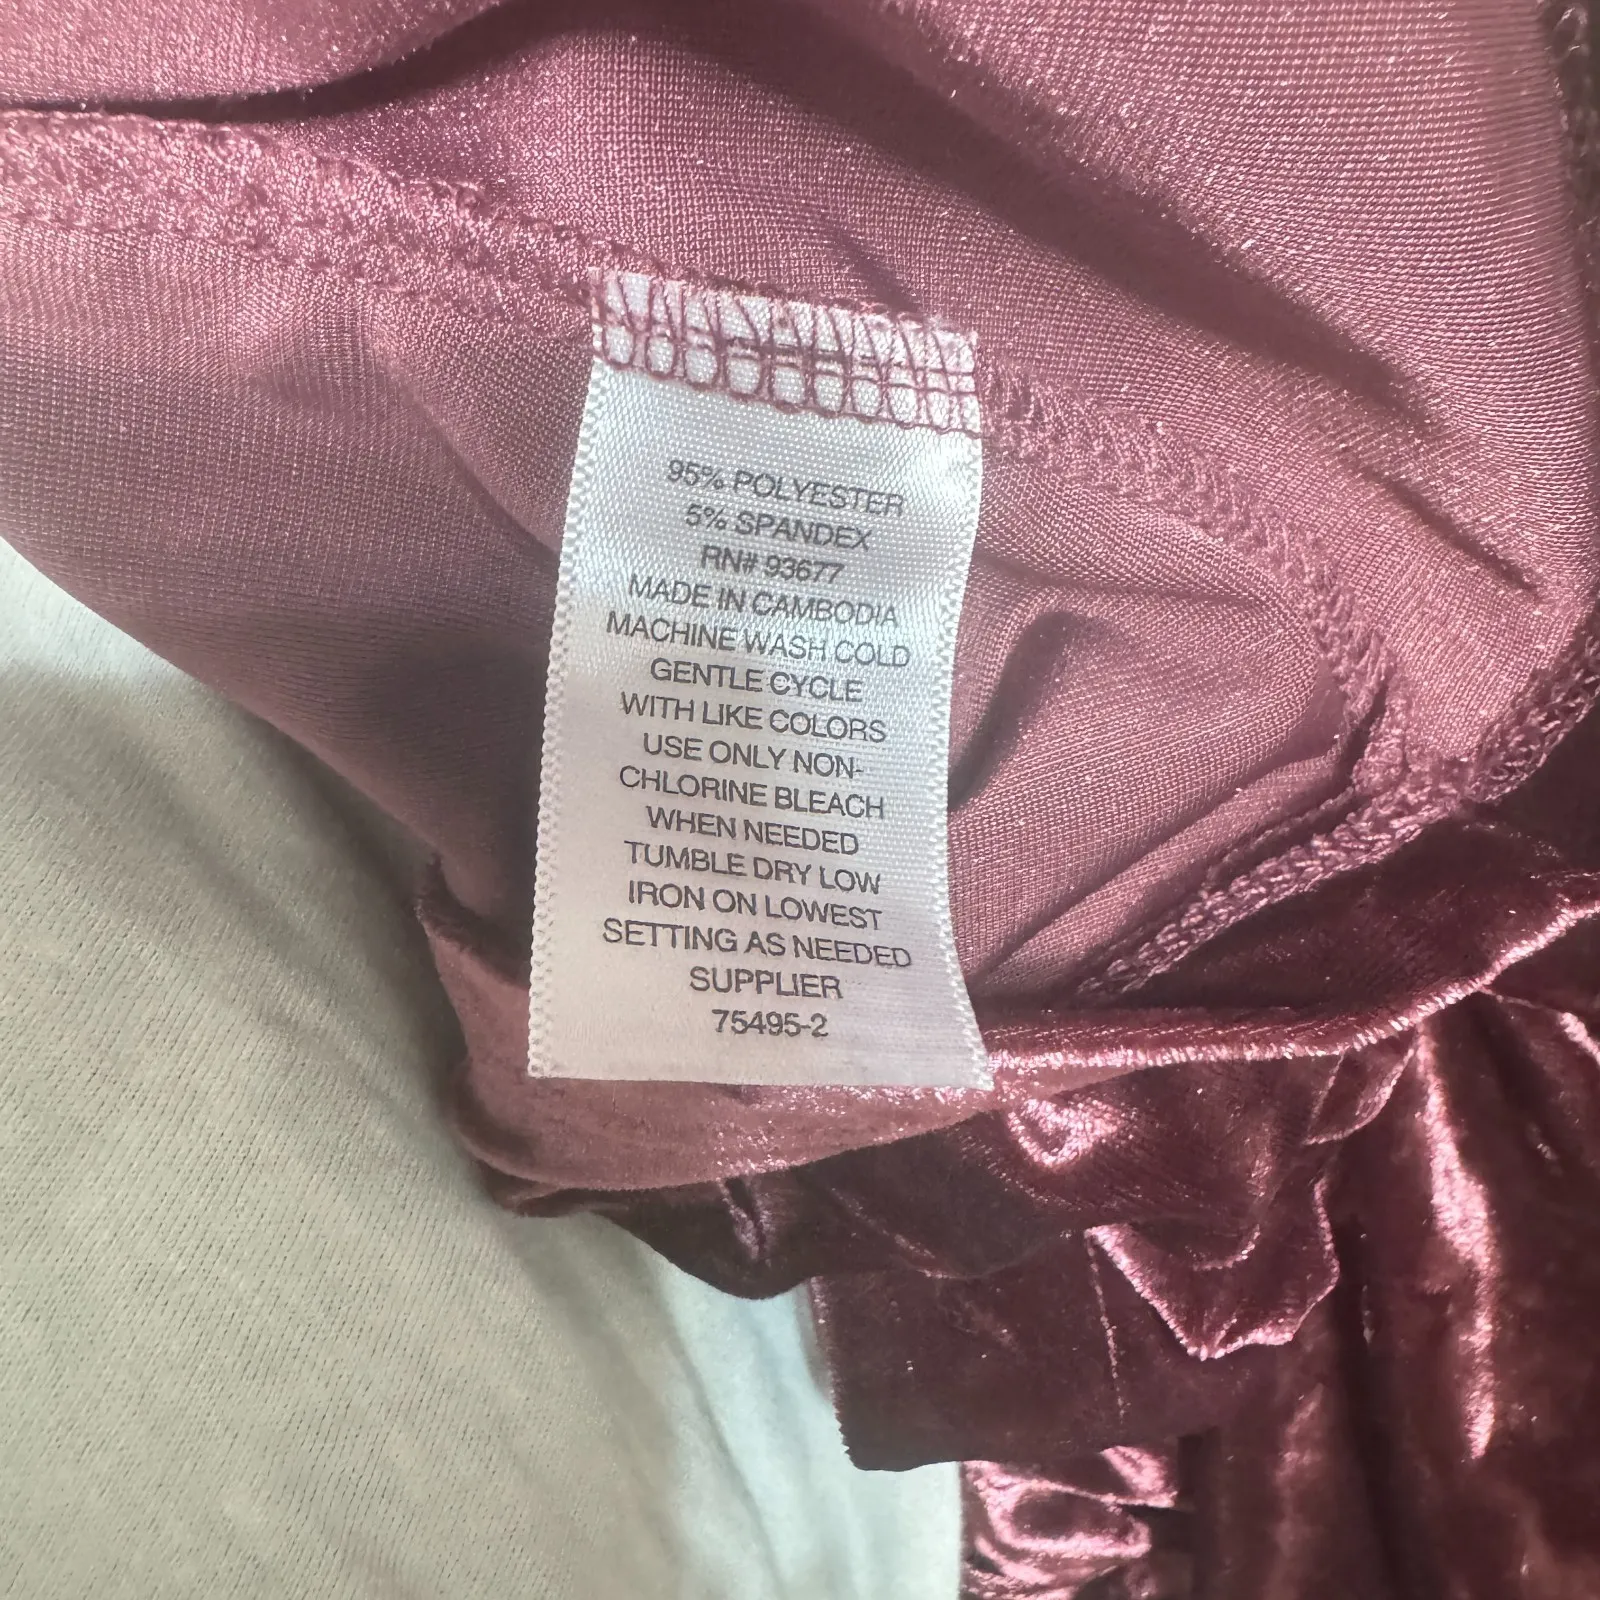 95% POLYESTER
5% SPANDEX
RN# 93677
MADE IN CAMBODIA
MACHINE WASH COLD
GENTLE CYCLE
WITH LIKE COLORS
USE ONLY NON-
CHLORINE BLEACH
WHEN NEEDED
TUMBLE DRY LOW
IRON ON LOWEST
SETTING AS NEEDED
SUPPLIER
75495-2